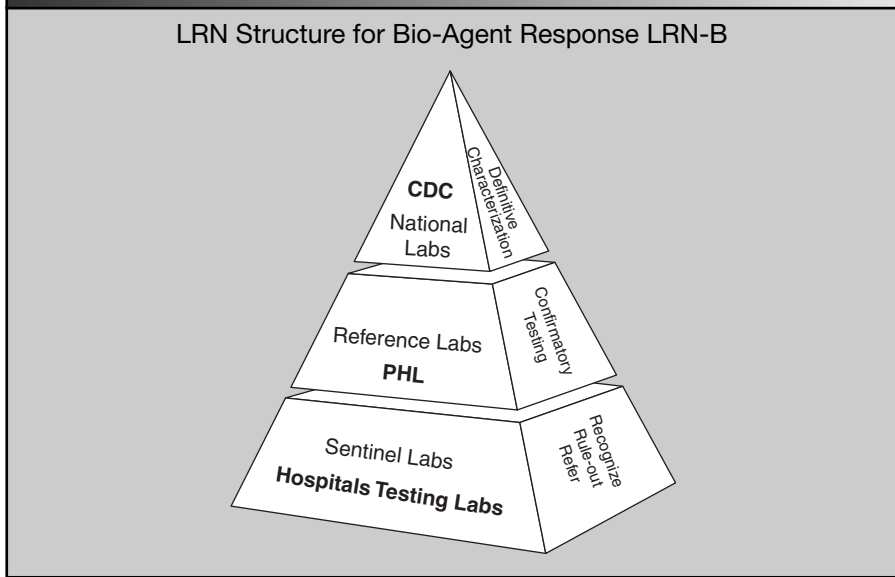 LRN Structure for Bio-Agent Response LRN-B
CDC
National
Labs
Definitive
Characterization
Reference Labs
PHL
Confirmatory
Testing
Sentinel Labs
Hospitals Testing Labs
Recognize
Rule-out
Refer